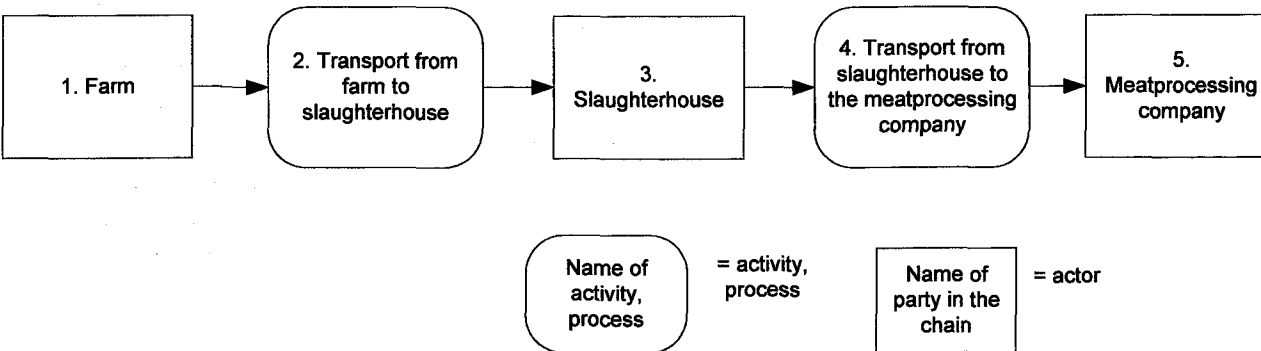 1. Farm
2. Transport from
farm to
slaughterhouse
3.
Slaughterhouse
4. Transport from
slaughterhouse to
the meatprocessing
company
5.
Meatprocessing
company
Name of
activity,
process
= activity,
process
Name of
party in the
chain
= actor